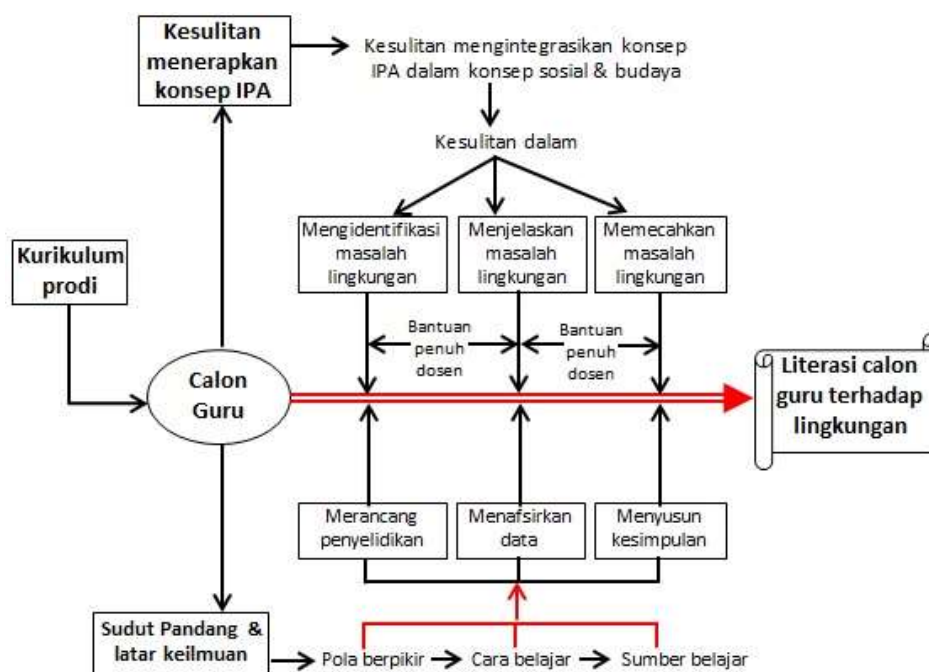 Kesulitan
menerapkan
konsep IPA
Kesulitan mengintegrasikan konsep
IPA dalam konsep sosial & budaya
Kesulitan dalam
Mengidentifikasi
masalah
lingkungan
Menjelaskan
masalah
lingkungan
Memecahkan
masalah
lingkungan
Kurikulum
prodi
Bantuan
penuh
dosen
Bantuan
penuh
dosen
Calon
Guru
Literasi calon
guru terhadap
lingkungan
Merancang
penyelidikan
Menafsirkan
data
Menyusun
kesimpulan
Sudut Pandang &
latar keilmuan
Pola berpikir
Cara belajar
Sumber belajar